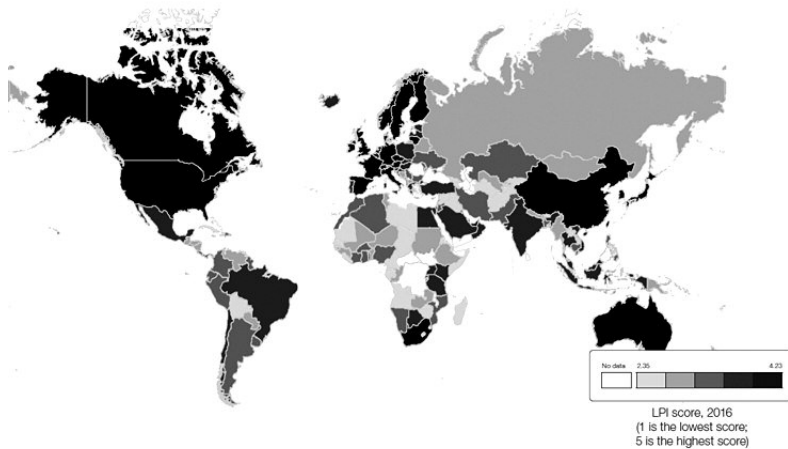 No data 2.35 4.23
LPI score, 2016
(1 is the lowest score;
5 is the highest score)